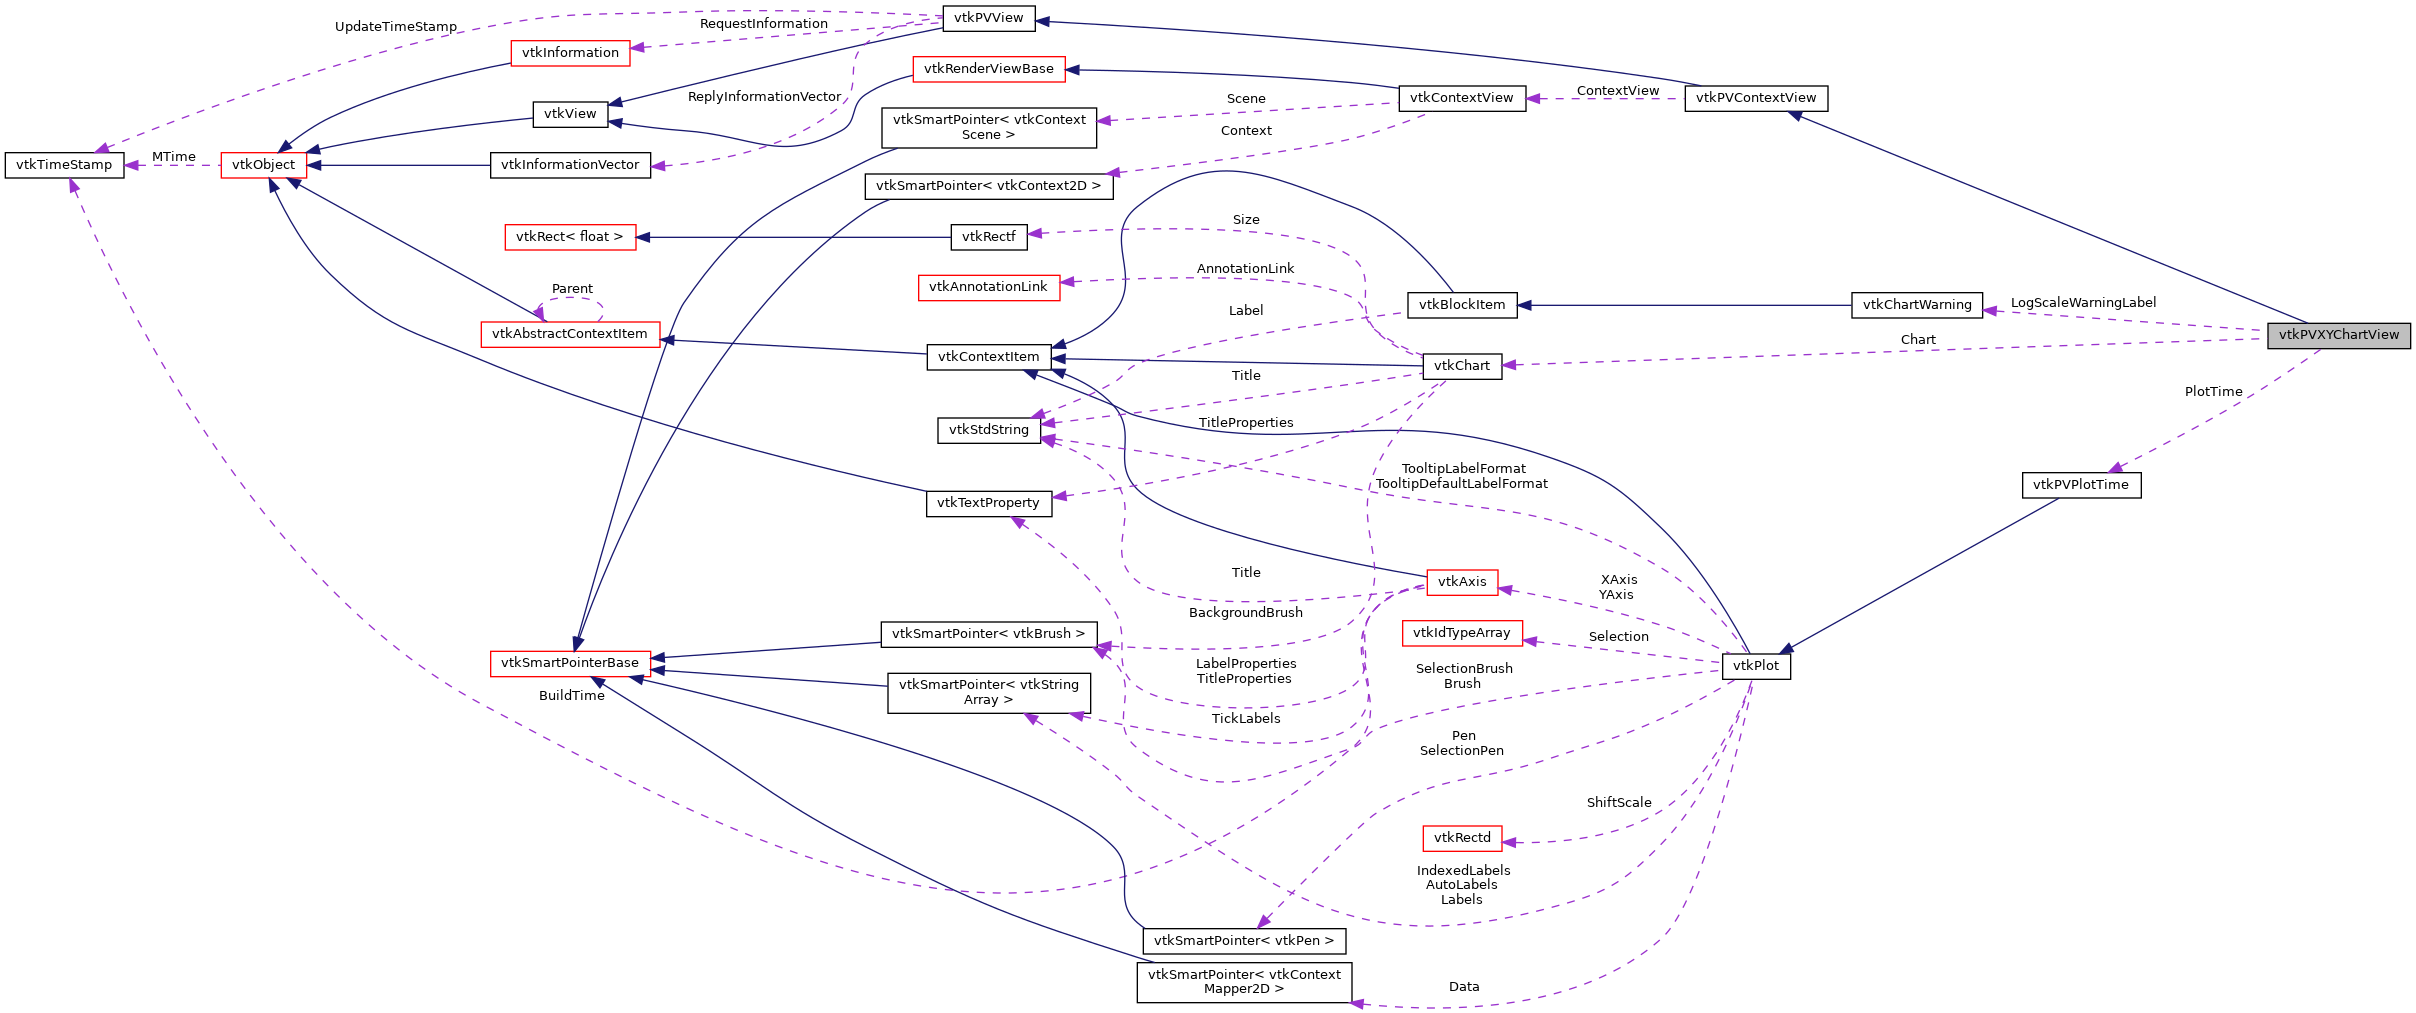 vtkPVView
UpdateTimeStamp
RequestInformation
vtkInformation
vtkRenderViewBase
ContextView
ReplyInformationVector
Scene
vtkContextView
vtkPVContextView
vtkView
vtkSmartPointer< vtkContext
Scene >
Context
MTime
vtkTimeStamp
vtkObject
vtkInformationVector
vtkSmartPointer< vtkContext2D >
Size
vtkRect< float >
vtkRectf
AnnotationLink
Parent
vtkAnnotationLink
Label
vtkBlockItem
vtkChartWarning
LogScaleWarningLabel
vtkAbstractContextItem
vtkPVXYChartView
Chart
vtkContextItem
vtkChart
Title
PlotTime
vtkStdString
TitleProperties
TooltipLabelFormat
TooltipDefaultLabelFormat
vtkPVPlotTime
vtkTextProperty
Title
vtkAxis
XAxis
YAxis
BackgroundBrush
vtkSmartPointer< vtkBrush >
vtkIdTypeArray
Selection
vtkSmartPointerBase
LabelProperties
TitleProperties
SelectionBrush
Brush
vtkPlot
BuildTime
vtkSmartPointer< vtkString
Array >
TickLabels
Pen
SelectionPen
ShiftScale
vtkRectd
IndexedLabels
AutoLabels
Labels
vtkSmartPointer< vtkPen >
vtkSmartPointer< vtkContext
Mapper2D >
Data